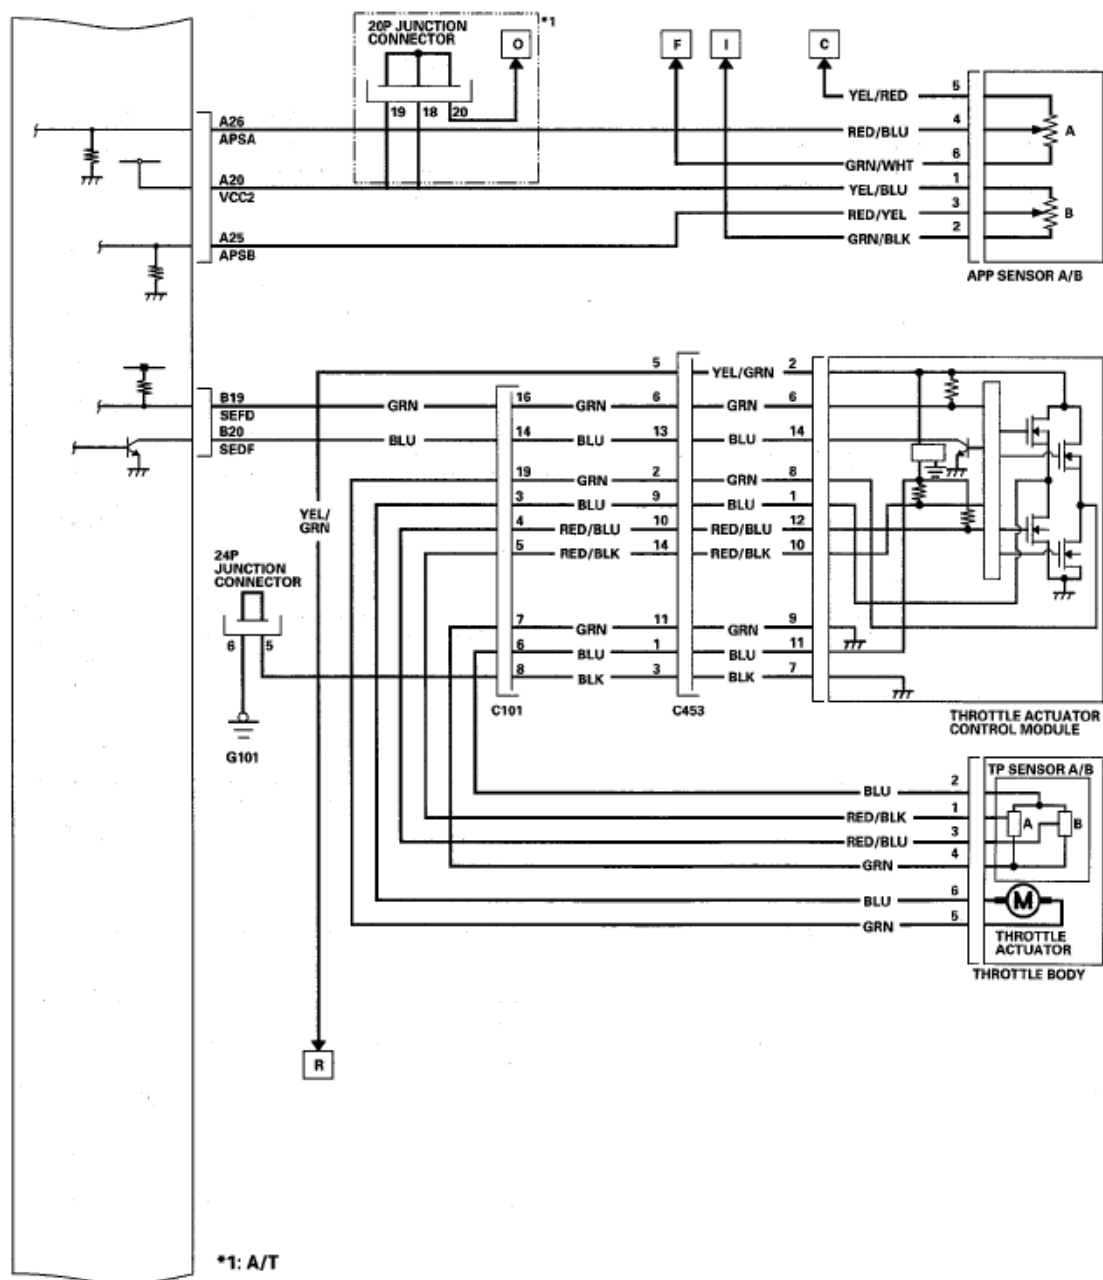 20P JUNCTION
CONNECTOR
*1
O
F
I
C
19 18 20
YEL/RED 5
A26
APSA
RED/BLU 4
A
GRN/WHT 6
A20
VCC2
YEL/BLU 1
RED/YEL 3
B
A25
APSB
GRN/BLK 2
APP SENSOR A/B
5 YEL/GRN 2
B19
SEFD
GRN 16 GRN 6 GRN 6
B20
SEDF
BLU 14 BLU 13 BLU 14
19 GRN 2 GRN 8
3 BLU 9 BLU 1
YEL/
GRN
4 RED/BLU 10 RED/BLU 12
5 RED/BLK 14 RED/BLK 10
24P
JUNCTION
CONNECTOR
6 5
7 GRN 11 GRN 9
6 BLU 1 BLU 11
8 BLK 3 BLK 7
C101
C453
THROTTLE ACTUATOR
CONTROL MODULE
G101
TP SENSOR A/B
BLU 2
RED/BLK 1
A B
RED/BLU 3
GRN 4
BLU 6
M
GRN 5
THROTTLE
ACTUATOR
THROTTLE BODY
R
*1: A/T